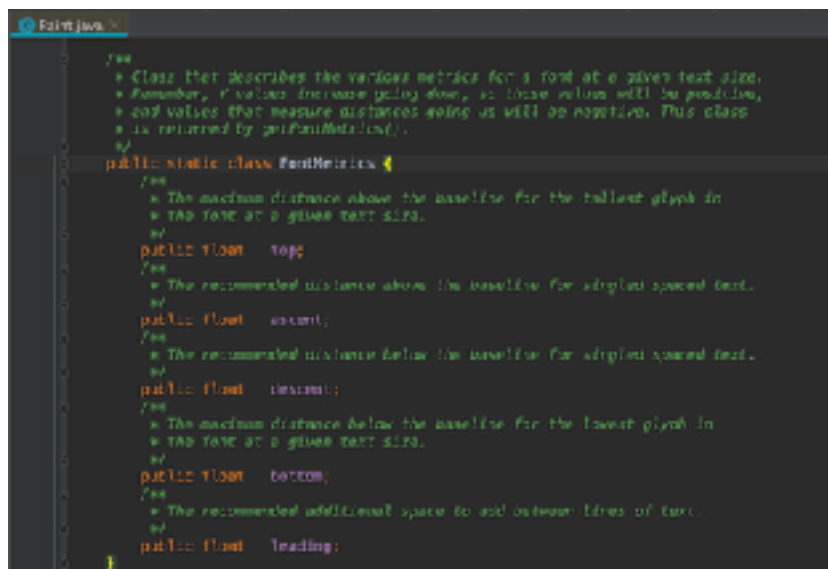 Paint.java ×
/**
* Class that describes the various metrics for a font at a given text size.
* Remember, Y values increase going down, so those values will be positive,
* and values that measure distances going up will be negative. This class
* is returned by getFontMetrics().
*/
public static class FontMetrics {
/**
* The maximum distance above the baseline for the tallest glyph in
* the font at a given text size.
*/
public float top;
/**
* The recommended distance above the baseline for singled spaced text.
*/
public float ascent;
/**
* The recommended distance below the baseline for singled spaced text.
*/
public float descent;
/**
* The maximum distance below the baseline for the lowest glyph in
* the font at a given text size.
*/
public float bottom;
/**
* The recommended additional space to add between lines of text.
*/
public float leading;
}